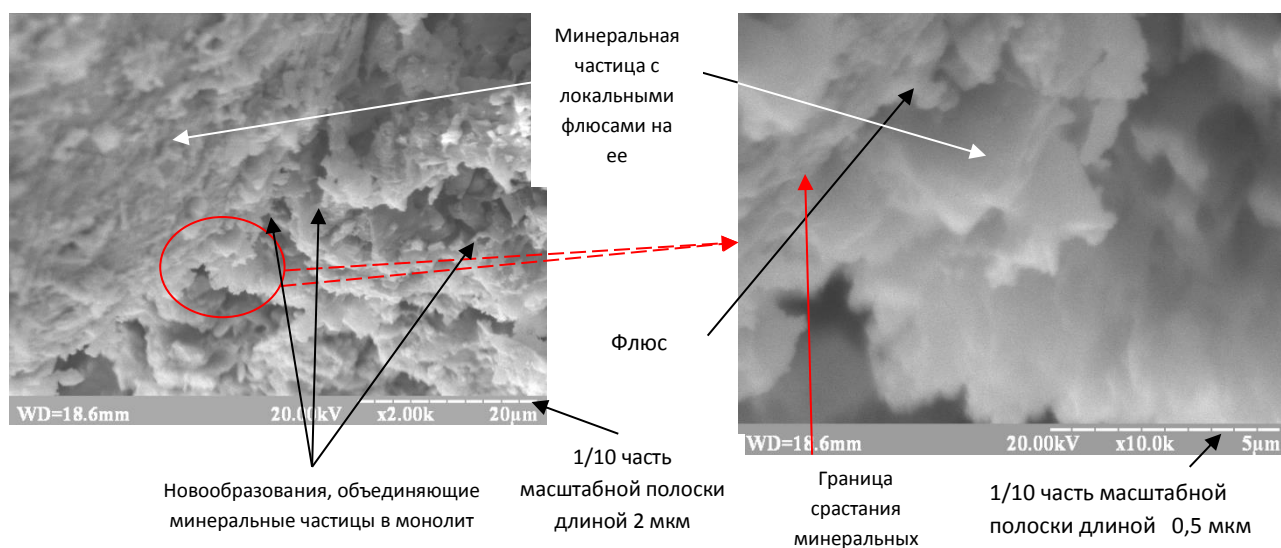 Минеральная
частица с
локальными
флюсами на
ее
Флюс
WD=18.6mm 20.00kV x2.00k 20µm
WD=18.6mm 20.00kV x10.0k 5µm
Новообразования, объединяющие
минеральные частицы в монолит
1/10 часть
масштабной полоски
длиной 2 мкм
Граница
срастания
минеральных
1/10 часть масштабной
полоски длиной 0,5 мкм